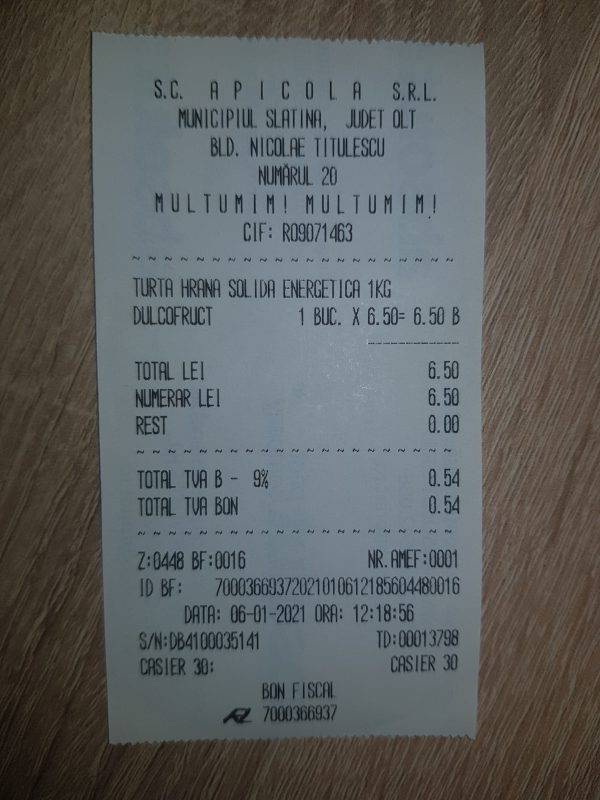 S.C. A P I C O L A S.R.L.
MUNICIPIUL SLATINA, JUDET OLT
BLD. NICOLAE TITULESCU
NUMĂRUL 20
M U L T U M I M ! M U L T U M I M !
CIF: RO9071463
~ ~ ~ ~ ~ ~ ~ ~ ~ ~ ~ ~ ~ ~ ~ ~ ~ ~ ~ ~
TURTA HRANA SOLIDA ENERGETICA 1KG
DULCOFRUCT 1 BUC. X 6.50= 6.50 B
--------------
TOTAL LEI 6.50
NUMERAR LEI 6.50
REST 0.00
~ ~ ~ ~ ~ ~ ~ ~ ~ ~ ~ ~ ~ ~ ~ ~ ~ ~ ~ ~
TOTAL TVA B - 9% 0.54
TOTAL TVA BON 0.54
~ ~ ~ ~ ~ ~ ~ ~ ~ ~ ~ ~ ~ ~ ~ ~ ~ ~ ~ ~
Z:0448 BF:0016 NR.AMEF:0001
ID BF: 70003669372021010612185604480016
DATA: 06-01-2021 ORA: 12:18:56
S/N:DB4100035141 TD:00013798
CASIER 30: CASIER 30
BON FISCAL
7000366937